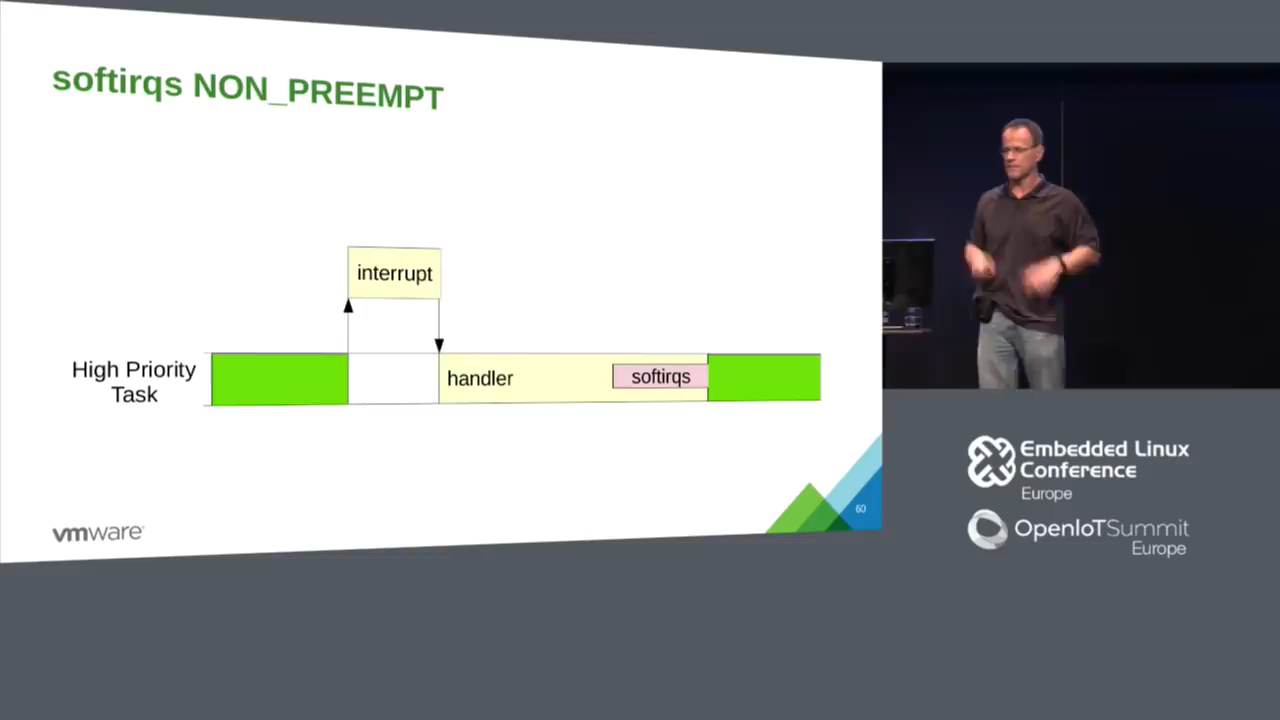 softirqs NON_PREEMPT
interrupt
High Priority
Task
handler
softirqs
60
vmware
Embedded Linux
Conference
Europe
OpenIoTSummit
Europe